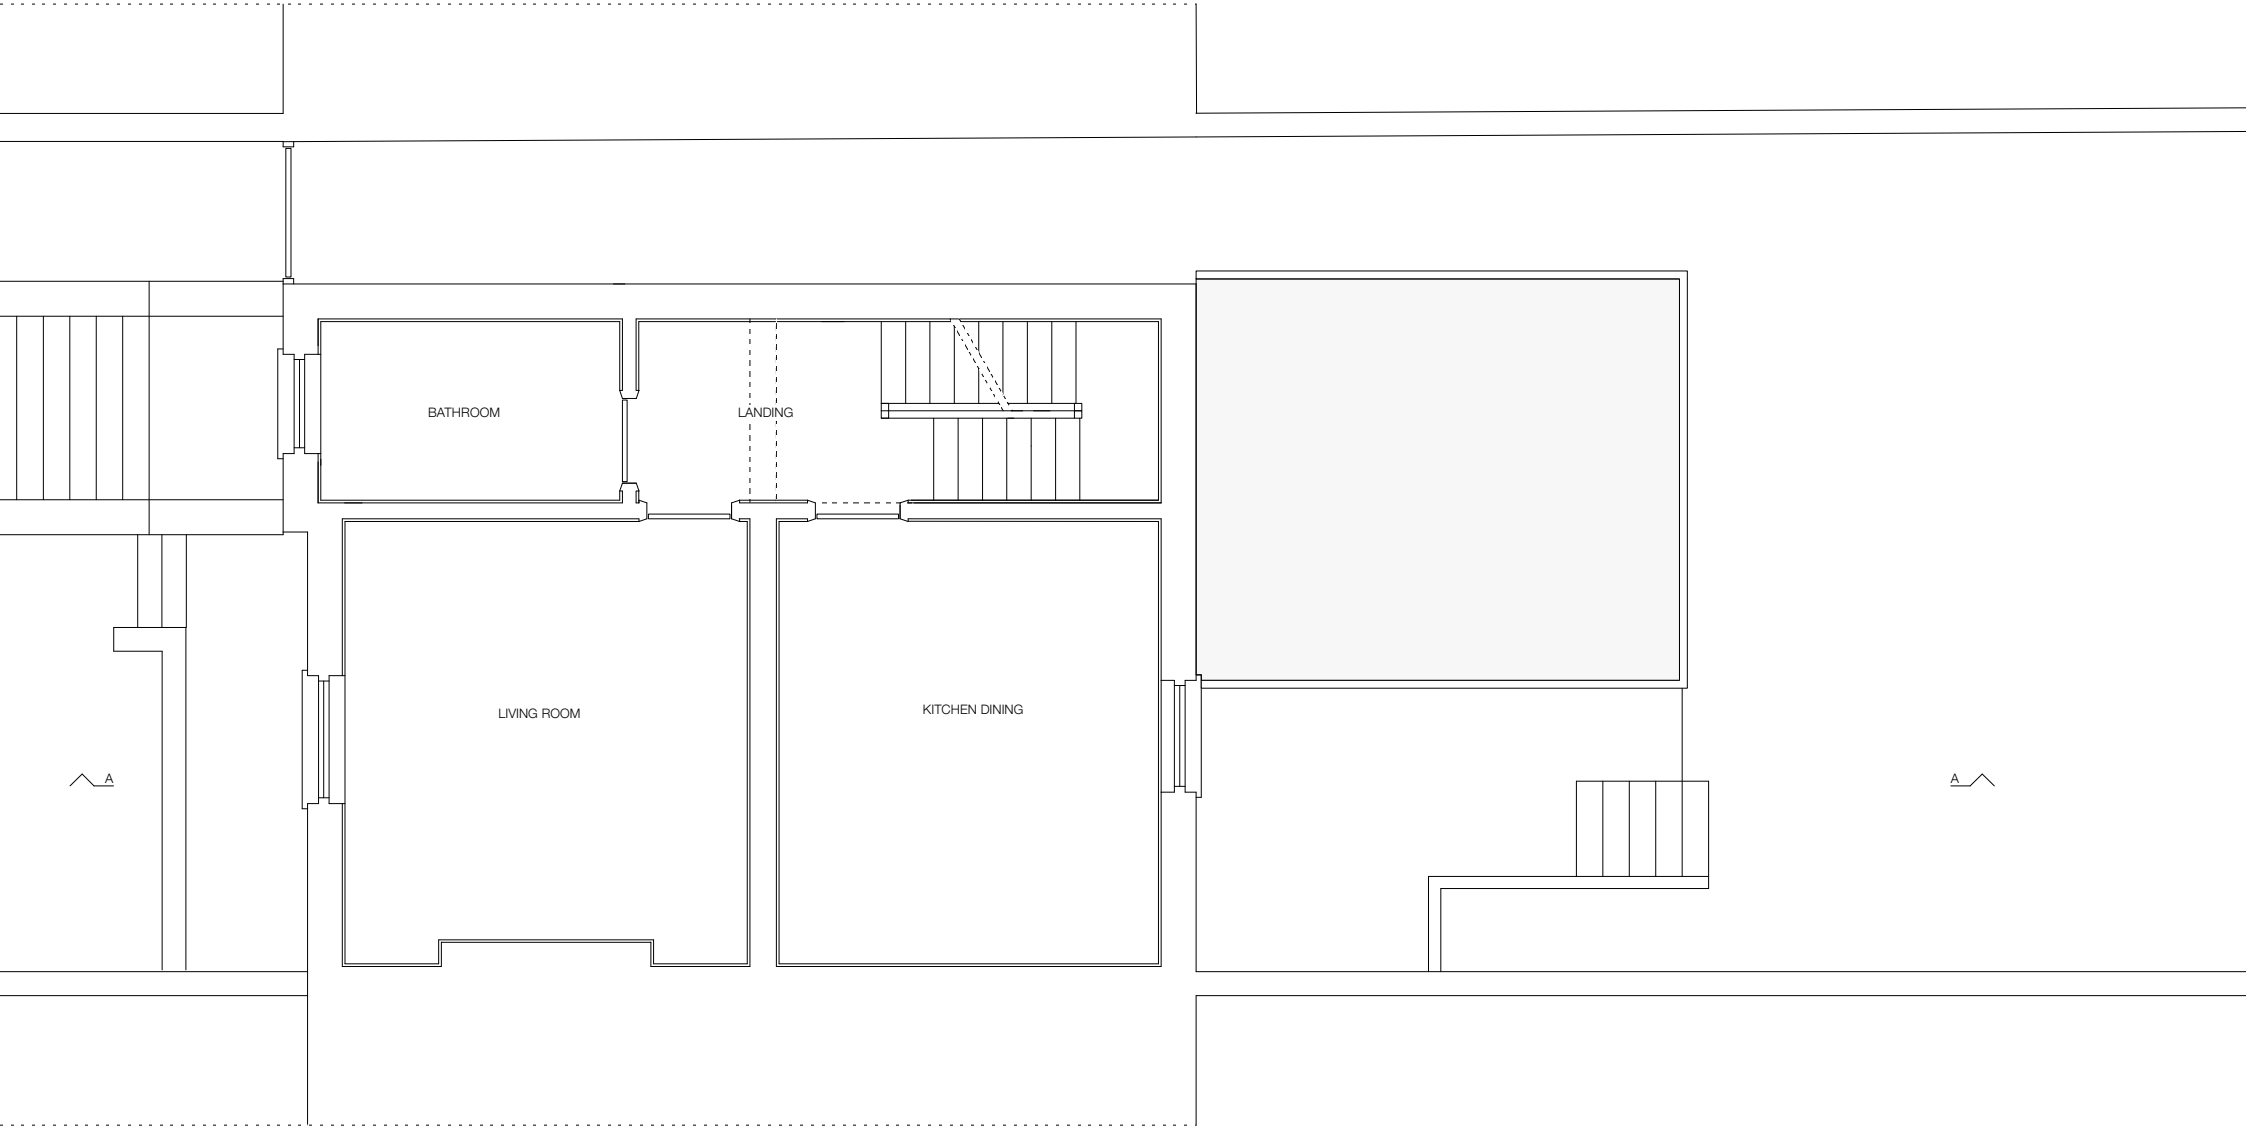 BATHROOM
LANDING
LIVING ROOM
KITCHEN DINING
A
A